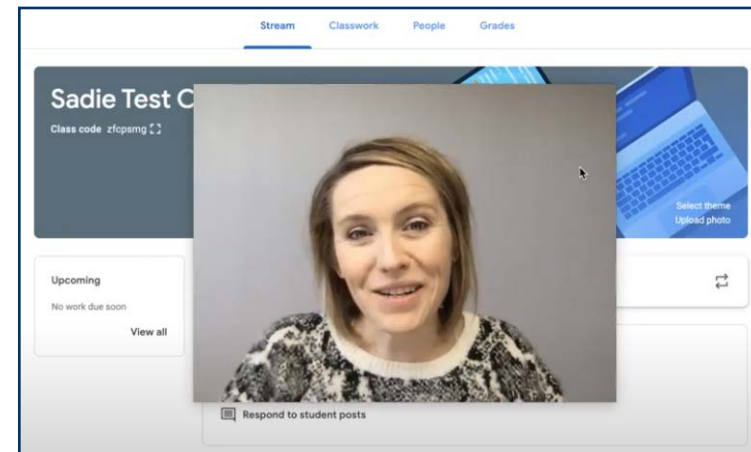 Stream Classwork People Grades
Sadie Test C
Class code zfcpsmg
Select theme
Upload photo
Upcoming
No work due soon
View all
Respond to student posts